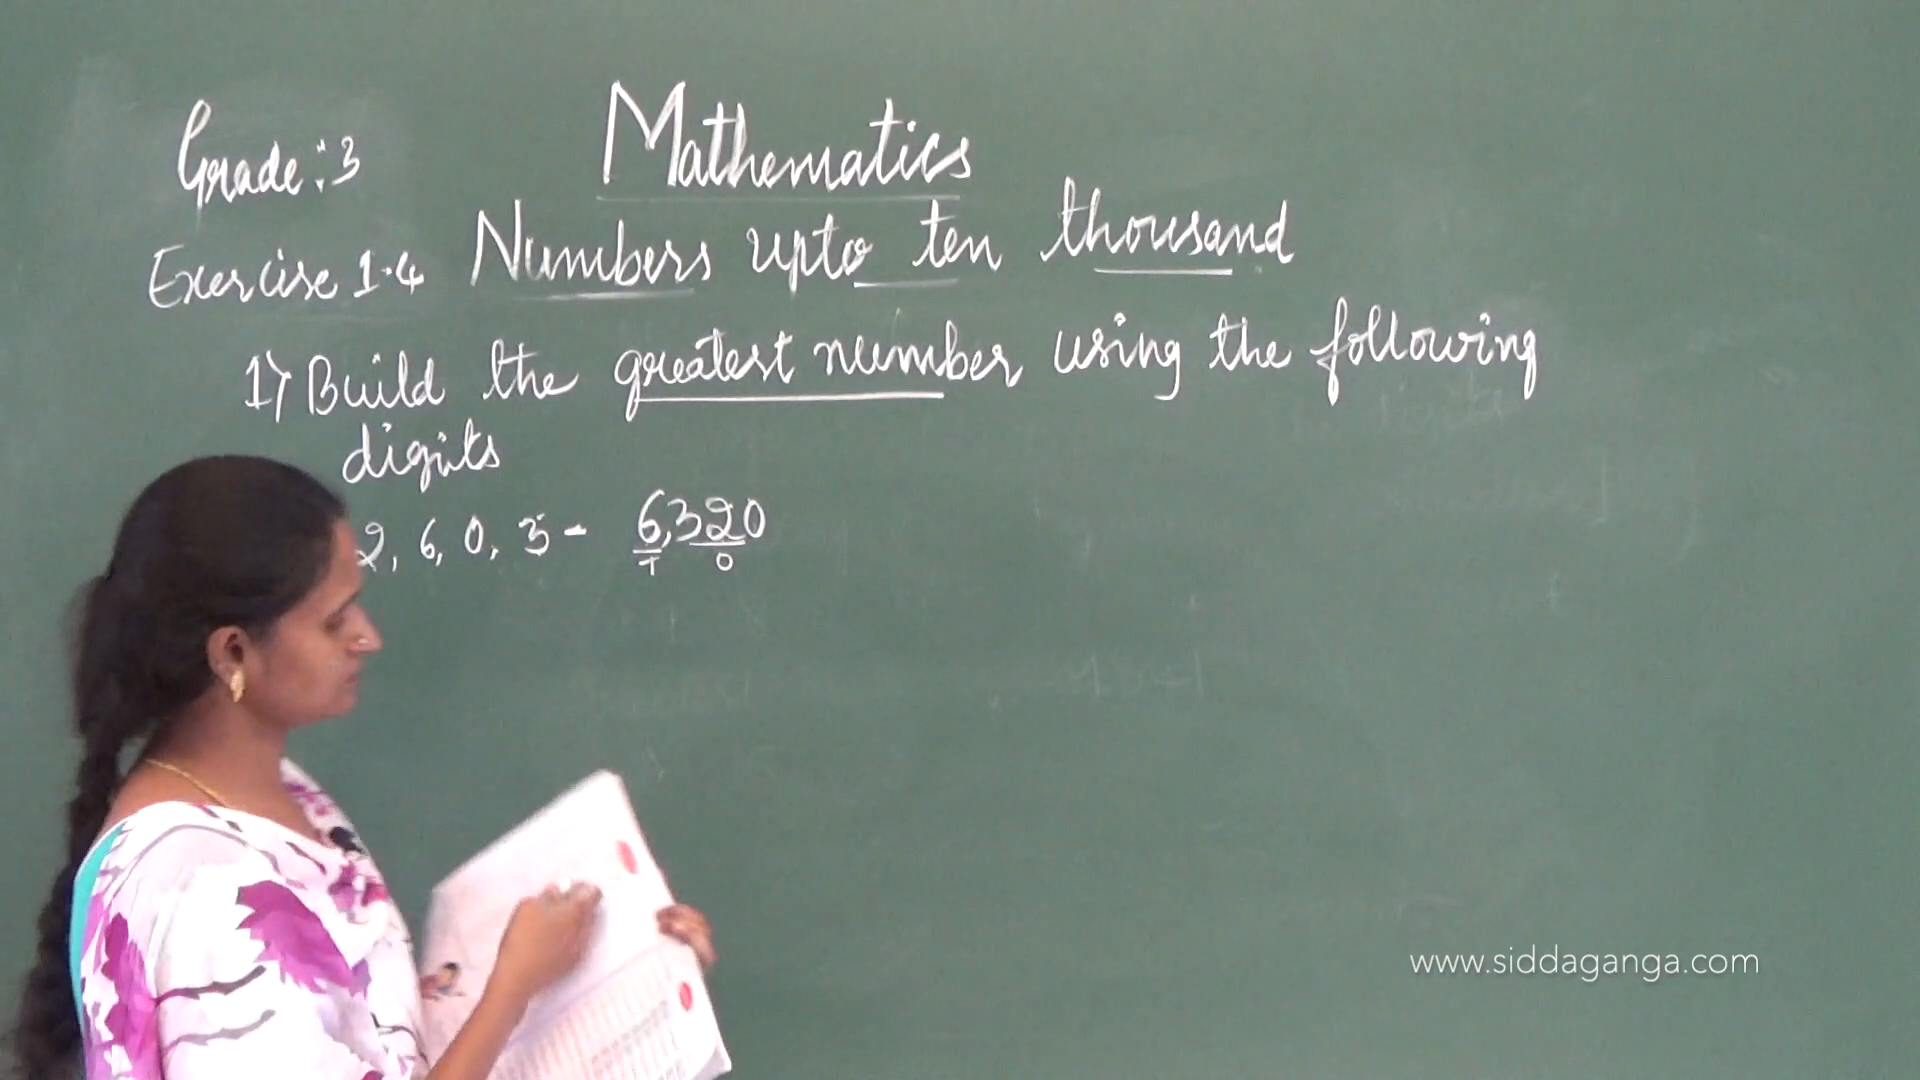 Mathematics
Grade : 3
Numbers upto ten thousand
Exercise 1.4
1) Build the greatest number using the following
digits
2, 6, 0, 3 - 6,320
T O
www.siddaganga.com